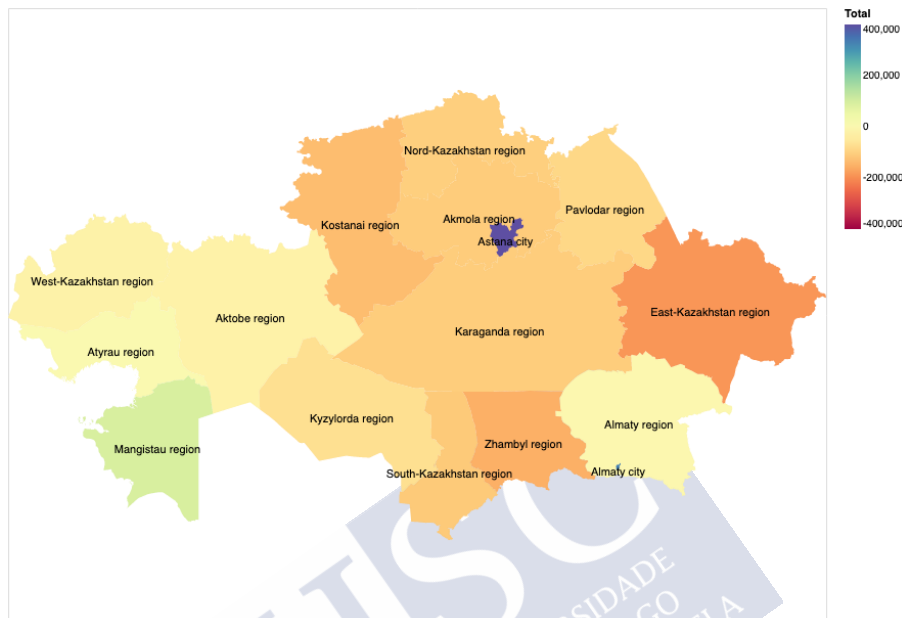 Total
400,000
200,000
0
-200,000
-400,000
Nord-Kazakhstan region
Kostanai region
Akmola region
Pavlodar region
Astana city
West-Kazakhstan region
Aktobe region
Karaganda region
East-Kazakhstan region
Atyrau region
Mangistau region
Kyzylorda region
Zhambyl region
Almaty region
South-Kazakhstan region
Almaty city
USC